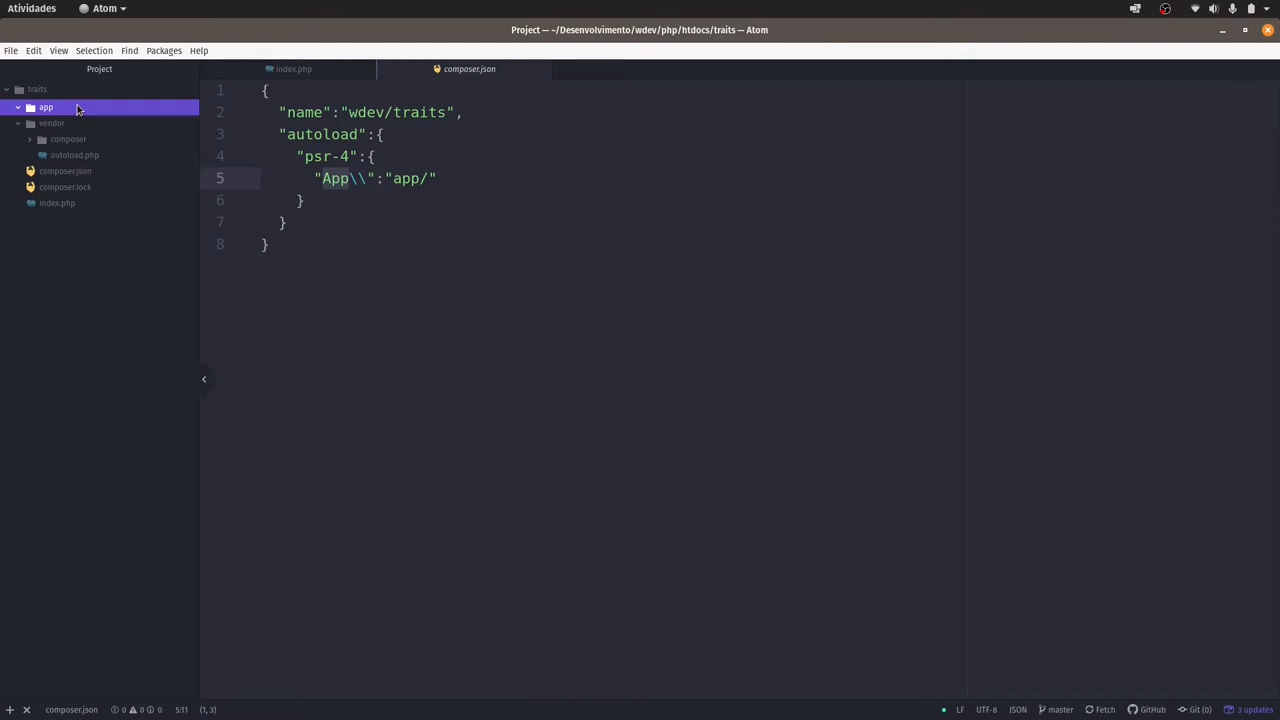 Atividades
Atom
Project — ~/Desenvolvimento/wdev/php/htdocs/traits — Atom
File Edit View Selection Find Packages Help
Project
index.php
composer.json
traits
app
vendor
composer
autoload.php
composer.json
composer.lock
index.php
1 {
2 "name":"wdev/traits",
3 "autoload":{
4 "psr-4":{
5 "App\\":"app/"
6 }
7 }
8 }
composer.json 0 0 0 5:11 (1, 3) LF UTF-8 JSON master Fetch GitHub Git (0) 3 updates